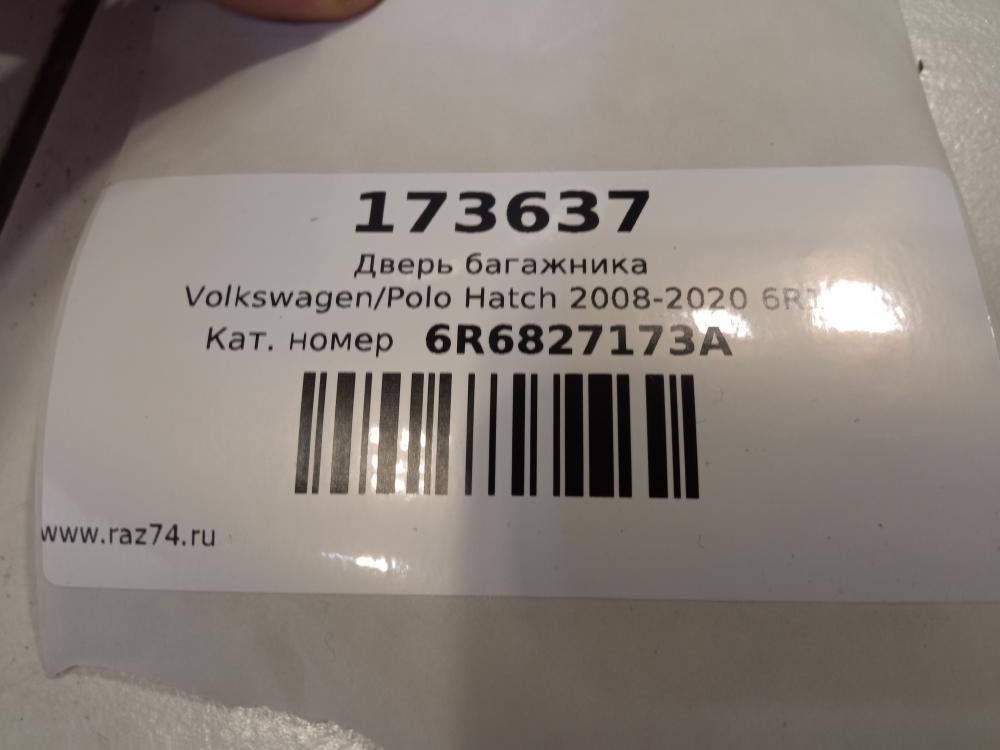 173637
Дверь багажника
Volkswagen/Polo Hatch 2008-2020
Кат. номер 6R6827173A
www.raz74.ru